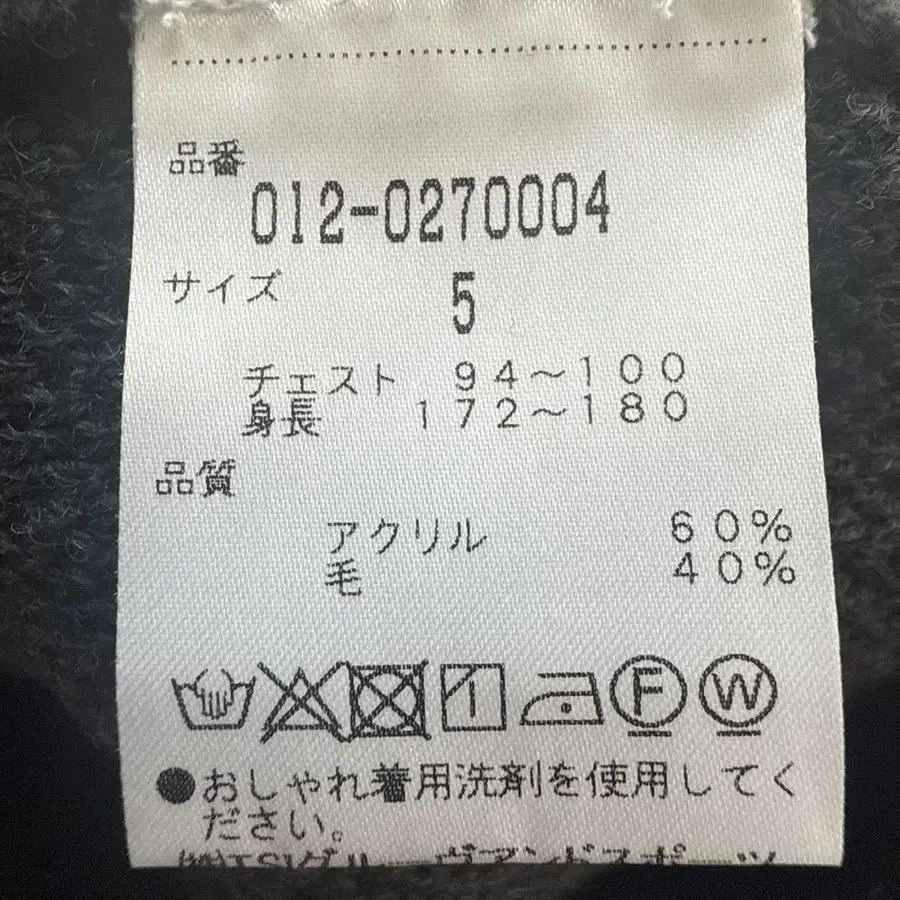 品番
012-0270004
サイズ 5
チェスト 94～100
身長 172～180
品質
アクリル 60%
毛 40%
F W
●おしゃれ着用洗剤を使用してく
ださい。